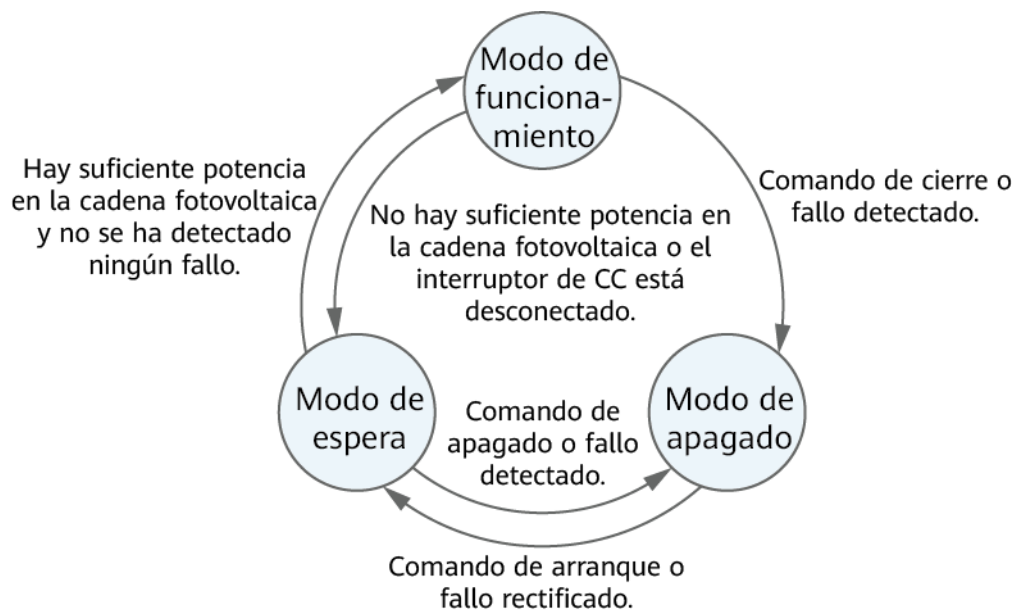 Modo de
funciona-
miento
Hay suficiente potencia
en la cadena fotovoltaica
y no se ha detectado
ningún fallo.
Comando de cierre o
fallo detectado.
No hay suficiente potencia en
la cadena fotovoltaica o el
interruptor de CC está
desconectado.
Modo de
espera
Comando de
apagado o fallo
detectado.
Modo de
apagado
Comando de arranque o
fallo rectificado.